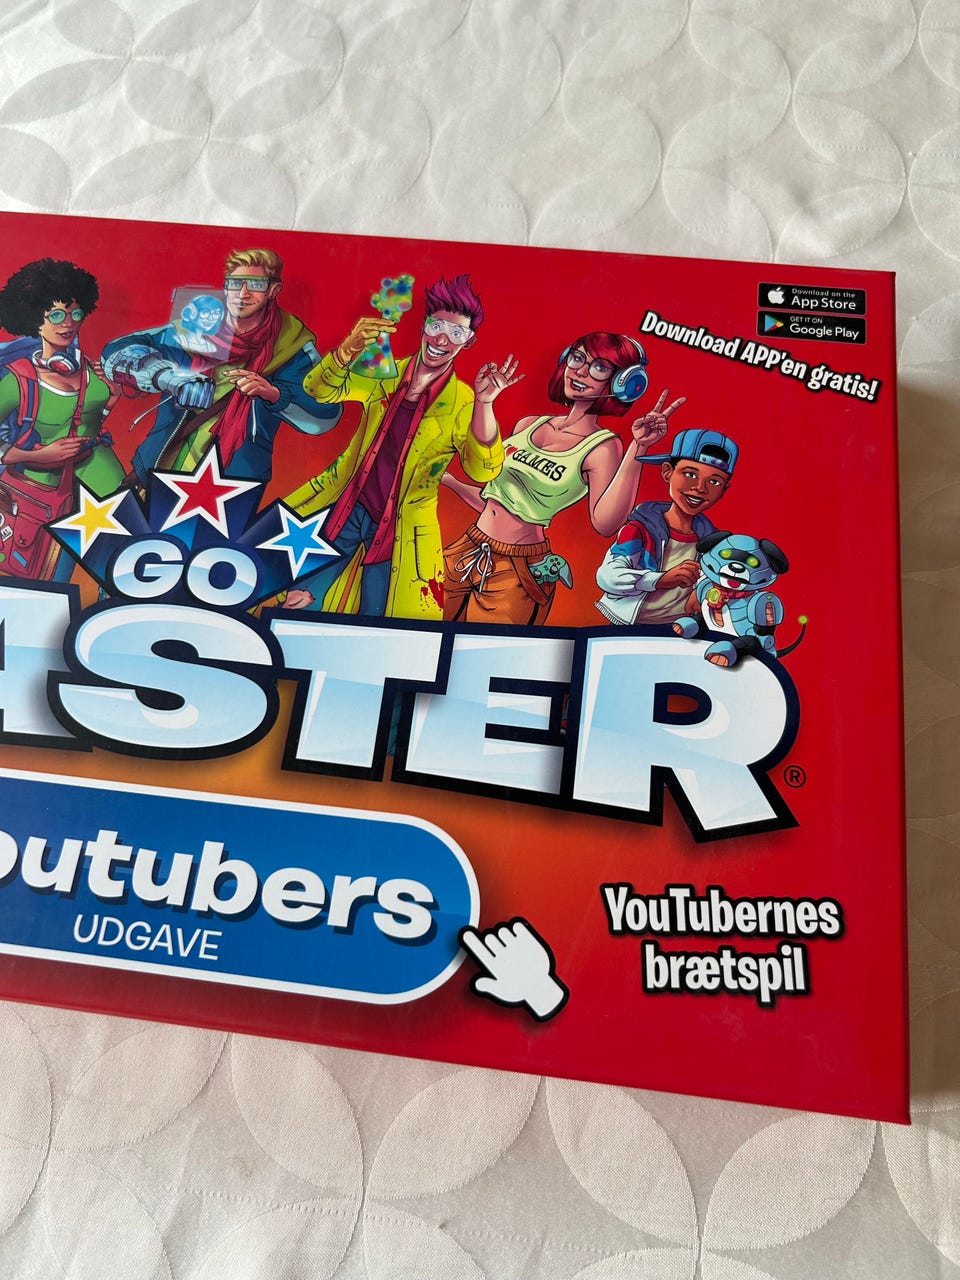 Download on the
App Store
GET IT ON
Google Play
Download APP'en gratis!
GAMES
GO
ASTER
®
outubers
UDGAVE
YouTubernes
brætspil